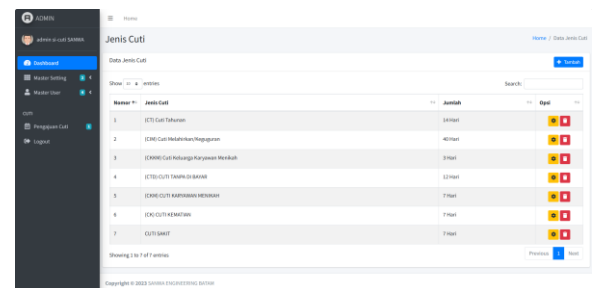 ADMIN
Home
admin si-cuti SANWA
Jenis Cuti
Home / Data Jenis Cuti
Dashboard
Data Jenis Cuti
Tambah
Master Setting
Master User
Show 10 entries
Search:
Nomor Jenis Cuti Jumlah Opsi
CUTI
1 (CT) Cuti Tahunan 14 Hari
Pengajuan Cuti
2 (CM) Cuti Melahirkan/Keguguran 40 Hari
Logout
3 (CKKM) Cuti Keluarga Karyawan Menikah 3 Hari
4 (CTD) CUTI TANPA DI BAYAR 12 Hari
5 (CKM) CUTI KARYAWAN MENIKAH 7 Hari
6 (CK) CUTI KEMATIAN 7 Hari
7 CUTI SAKIT 7 Hari
Showing 1 to 7 of 7 entries
Previous 1 Next
Copyright © 2023 SANWA ENGINEERING BATAM